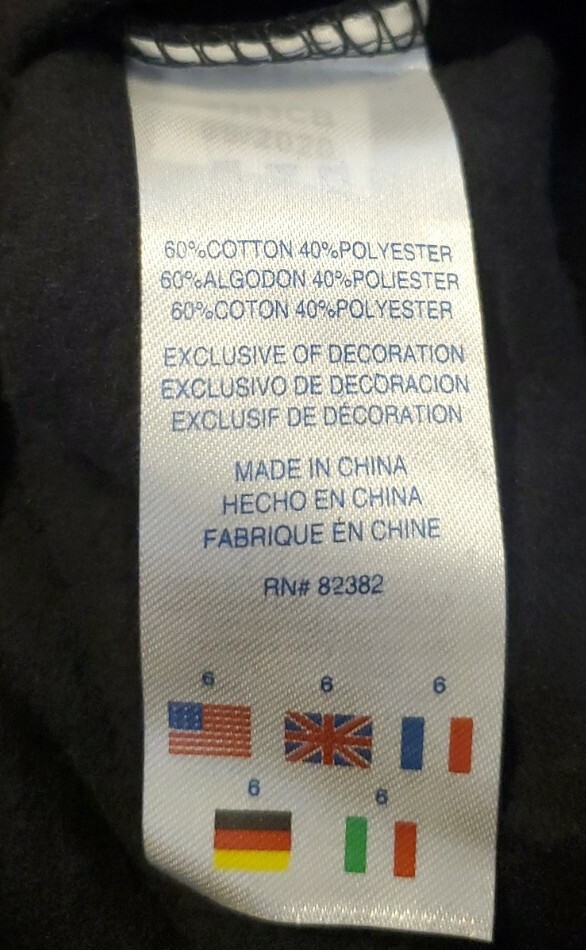 60%COTTON 40%POLYESTER
60%ALGODON 40%POLIESTER
60%COTON 40%POLYESTER
EXCLUSIVE OF DECORATION
EXCLUSIVO DE DECORACION
EXCLUSIF DE DÉCORATION
MADE IN CHINA
HECHO EN CHINA
FABRIQUE EN CHINE
RN# 82382
6 6 6
6 6